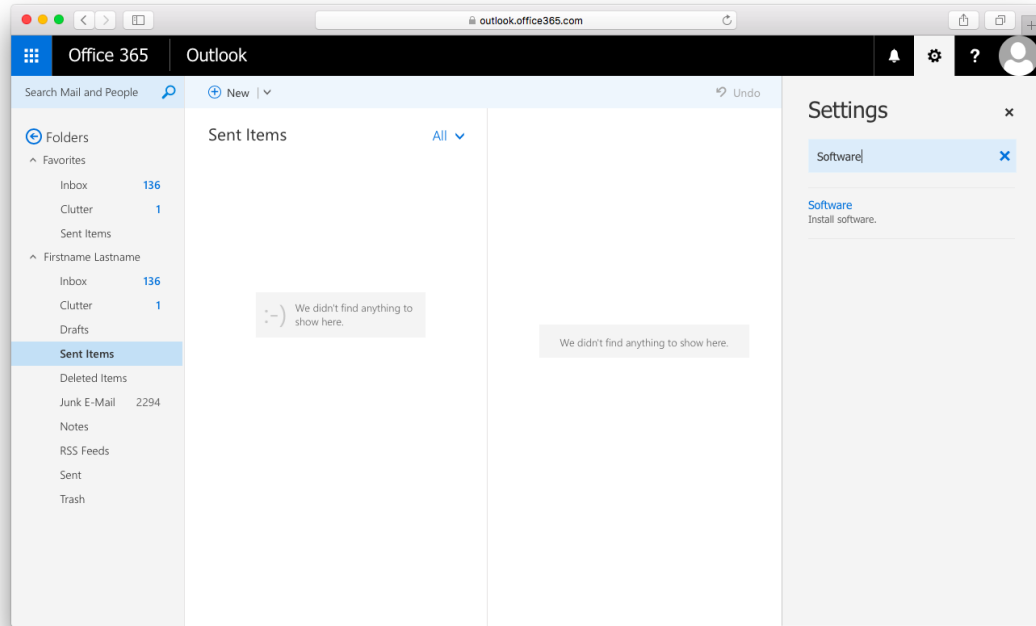 outlook.office365.com
Office 365
Outlook
?
Search Mail and People
New
Undo
Folders
Favorites
Inbox 136
Clutter 1
Sent Items
Firstname Lastname
Inbox 136
Clutter 1
Drafts
Sent Items
Deleted Items
Junk E-Mail 2294
Notes
RSS Feeds
Sent
Trash
Sent Items
All
:-)
We didn't find anything to
show here.
We didn't find anything to show here.
Settings
Software
Software
Install software.